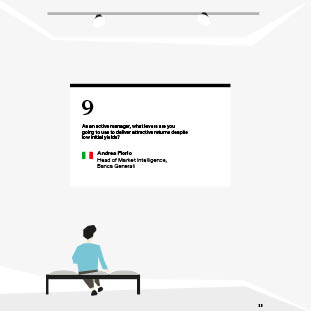 9
As an active manager, what levers are you
going to use to deliver attractive returns despite
low initial yields?
Andrea Florio
Head of Market Intelligence,
Banca Generali